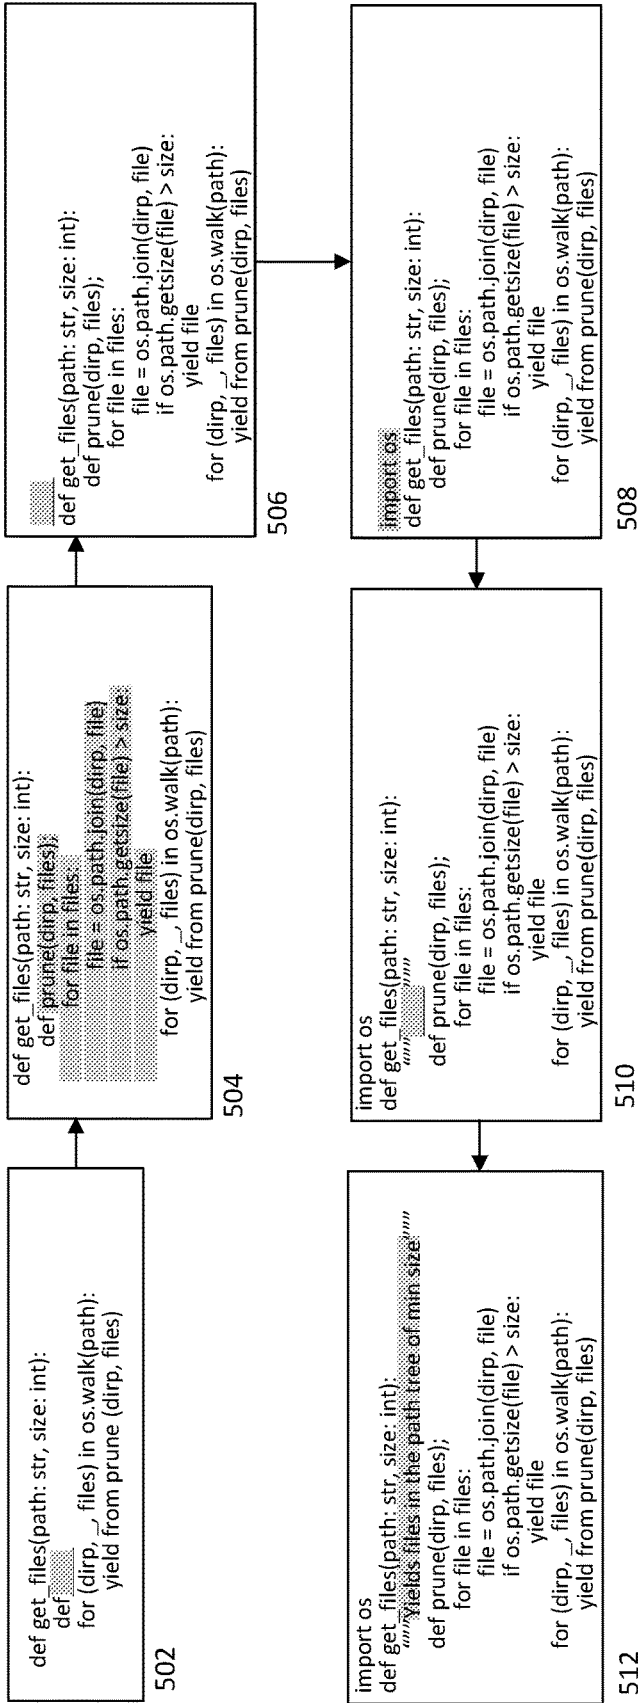 def get_files(path: str, size: int):
def
for (dirp, _, files) in os.walk(path):
yield from prune (dirp, files)
502
def get_files(path: str, size: int):
def prune(dirp, files);
for file in files:
file = os.path.join(dirp, file)
if os.path.getsize(file) > size:
yield file
for (dirp, _, files) in os.walk(path):
yield from prune(dirp, files)
504
def get_files(path: str, size: int):
def prune(dirp, files);
for file in files:
file = os.path.join(dirp, file)
if os.path.getsize(file) > size:
yield file
for (dirp, _, files) in os.walk(path):
yield from prune(dirp, files)
506
import os
def get_files(path: str, size: int):
def prune(dirp, files);
for file in files:
file = os.path.join(dirp, file)
if os.path.getsize(file) > size:
yield file
for (dirp, _, files) in os.walk(path):
yield from prune(dirp, files)
508
import os
def get_files(path: str, size: int):
""" """
def prune(dirp, files);
for file in files:
file = os.path.join(dirp, file)
if os.path.getsize(file) > size:
yield file
for (dirp, _, files) in os.walk(path):
yield from prune(dirp, files)
510
import os
def get_files(path: str, size: int):
"""Yields files in the path tree of min size"""
def prune(dirp, files);
for file in files:
file = os.path.join(dirp, file)
if os.path.getsize(file) > size:
yield file
for (dirp, _, files) in os.walk(path):
yield from prune(dirp, files)
512